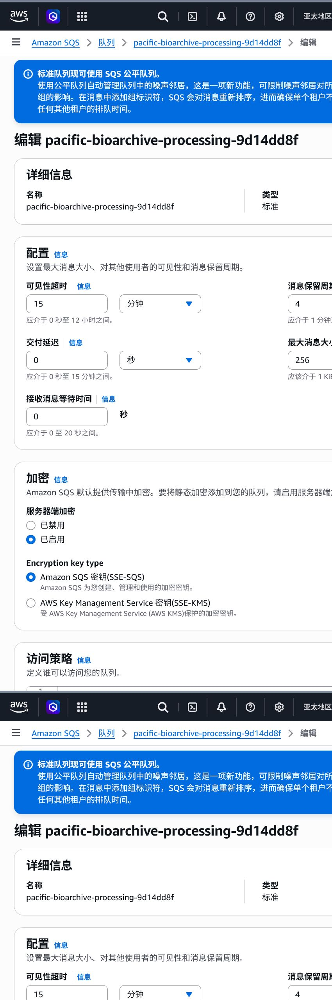 aws
亚太地区
Amazon SQS > 队列 > pacific-bioarchive-processing-9d14dd8f > 编辑
标准队列现可使用 SQS 公平队列。
使用公平队列自动管理队列中的噪声邻居，这是一项新功能，可限制噪声邻居对所
组的影响。在消息中添加组标识符，SQS 会对消息重新排序，进而确保单个租户不
任何其他租户的排队时间。
编辑 pacific-bioarchive-processing-9d14dd8f
详细信息
名称
pacific-bioarchive-processing-9d14dd8f
类型
标准
配置 信息
设置最大消息大小、对其他使用者的可见性和消息保留周期。
可见性超时 信息
15 分钟
应介于 0 秒至 12 小时之间。
消息保留周期
4
应介于 1 分钟
交付延迟 信息
0 秒
应介于 0 秒至 15 分钟之间。
最大消息大小
256
应该介于 1 KiB
接收消息等待时间 信息
0 秒
应介于 0 至 20 秒之间。
加密 信息
Amazon SQS 默认提供传输中加密。要将静态加密添加到您的队列，请启用服务器端
服务器端加密
已禁用
已启用
Encryption key type
Amazon SQS 密钥(SSE-SQS)
Amazon SQS 为您创建、管理和使用的加密密钥。
AWS Key Management Service 密钥(SSE-KMS)
受 AWS Key Management Service (AWS KMS)保护的加密密钥。
访问策略 信息
定义谁可以访问您的队列。
aws
亚太地区
Amazon SQS > 队列 > pacific-bioarchive-processing-9d14dd8f > 编辑
标准队列现可使用 SQS 公平队列。
使用公平队列自动管理队列中的噪声邻居，这是一项新功能，可限制噪声邻居对所
组的影响。在消息中添加组标识符，SQS 会对消息重新排序，进而确保单个租户不
任何其他租户的排队时间。
编辑 pacific-bioarchive-processing-9d14dd8f
详细信息
名称
pacific-bioarchive-processing-9d14dd8f
类型
标准
配置 信息
设置最大消息大小、对其他使用者的可见性和消息保留周期。
可见性超时 信息
15 分钟
消息保留周期
4